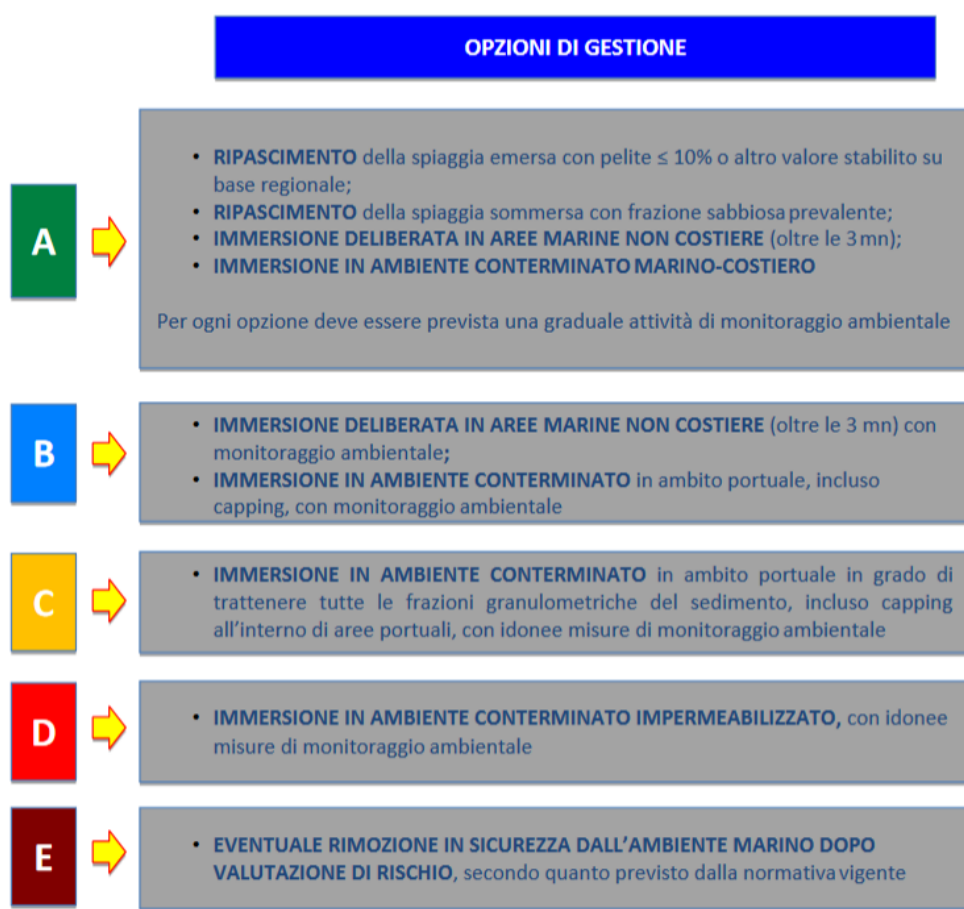 OPZIONI DI GESTIONE
A
• RIPASCIMENTO della spiaggia emersa con pelite ≤ 10% o altro valore stabilito su
base regionale;
• RIPASCIMENTO della spiaggia sommersa con frazione sabbiosa prevalente;
• IMMERSIONE DELIBERATA IN AREE MARINE NON COSTIERE (oltre le 3 mn);
• IMMERSIONE IN AMBIENTE CONTERMINATO MARINO-COSTIERO
Per ogni opzione deve essere prevista una graduale attività di monitoraggio ambientale
B
• IMMERSIONE DELIBERATA IN AREE MARINE NON COSTIERE (oltre le 3 mn) con
monitoraggio ambientale;
• IMMERSIONE IN AMBIENTE CONTERMINATO in ambito portuale, incluso
capping, con monitoraggio ambientale
C
• IMMERSIONE IN AMBIENTE CONTERMINATO in ambito portuale in grado di
trattenere tutte le frazioni granulometriche del sedimento, incluso capping
all’interno di aree portuali, con idonee misure di monitoraggio ambientale
D
• IMMERSIONE IN AMBIENTE CONTERMINATO IMPERMEABILIZZATO, con idonee
misure di monitoraggio ambientale
E
• EVENTUALE RIMOZIONE IN SICUREZZA DALL’AMBIENTE MARINO DOPO
VALUTAZIONE DI RISCHIO, secondo quanto previsto dalla normativa vigente